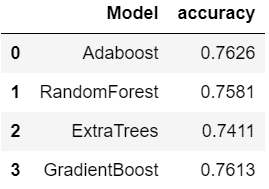 Model accuracy
0 Adaboost 0.7626
1 RandomForest 0.7581
2 ExtraTrees 0.7411
3 GradientBoost 0.7613